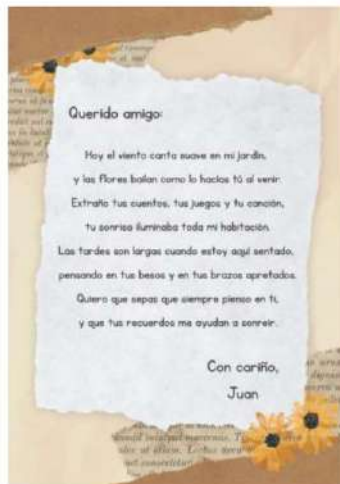 Querido amigo:
Hoy el viento canta suave en mi jardín,
y las flores bailan como lo hacías tú al venir.
Extraño tus cuentos, tus juegos y tu canción,
tu sonrisa iluminaba toda mi habitación.
Las tardes son largas cuando estoy aquí sentado,
pensando en tus besos y en tus brazos apretados.
Quiero que sepas que siempre pienso en ti,
y que tus recuerdos me ayudan a sonreír.
Con cariño,
Juan